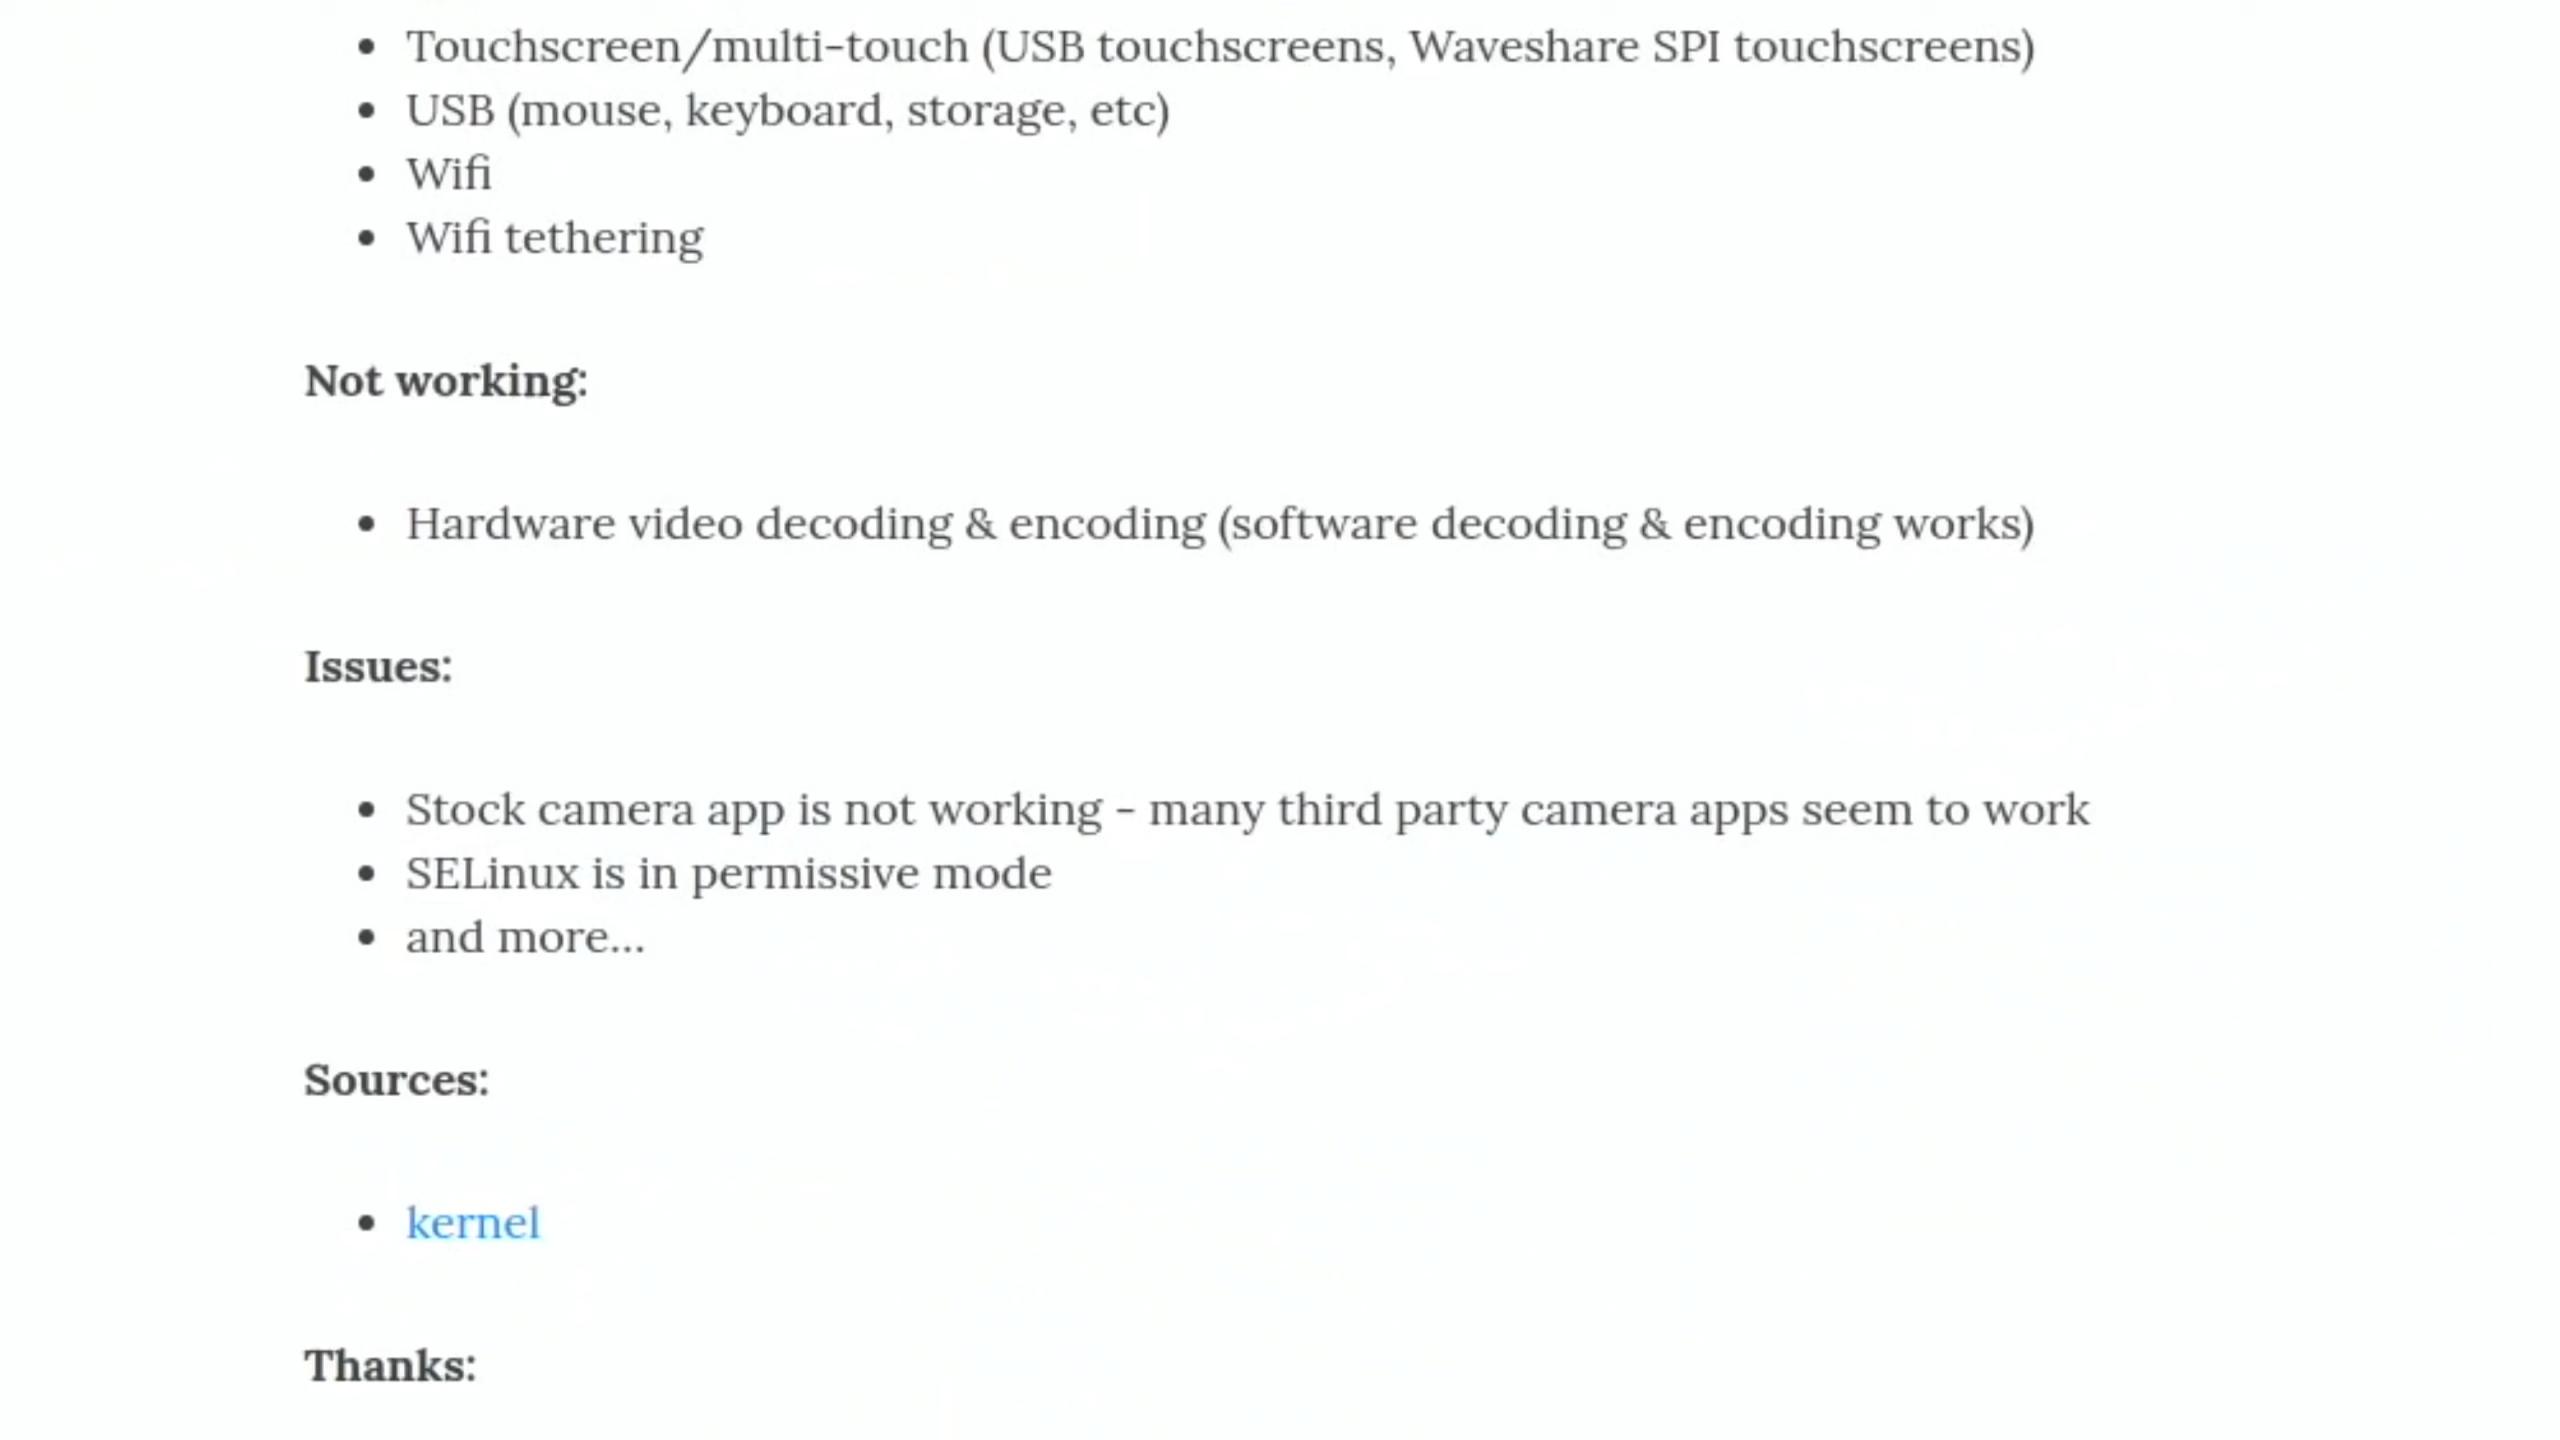 • Touchscreen/multi-touch (USB touchscreens, Waveshare SPI touchscreens)
• USB (mouse, keyboard, storage, etc)
• Wifi
• Wifi tethering
Not working:
• Hardware video decoding & encoding (software decoding & encoding works)
Issues:
• Stock camera app is not working - many third party camera apps seem to work
• SELinux is in permissive mode
• and more...
Sources:
• kernel
Thanks: